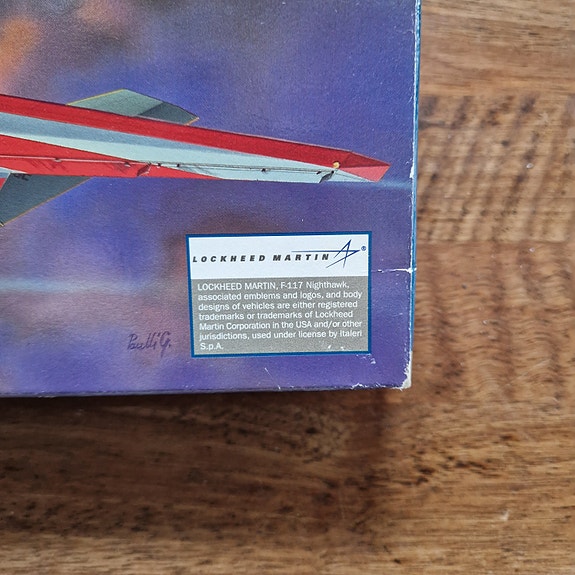 LOCKHEED MARTIN ®
LOCKHEED MARTIN, F-117 Nighthawk,
associated emblems and logos, and body
designs of vehicles are either registered
trademarks or trademarks of Lockheed
Martin Corporation in the USA and/or other
jurisdictions, used under license by Italeri
S.p.A.